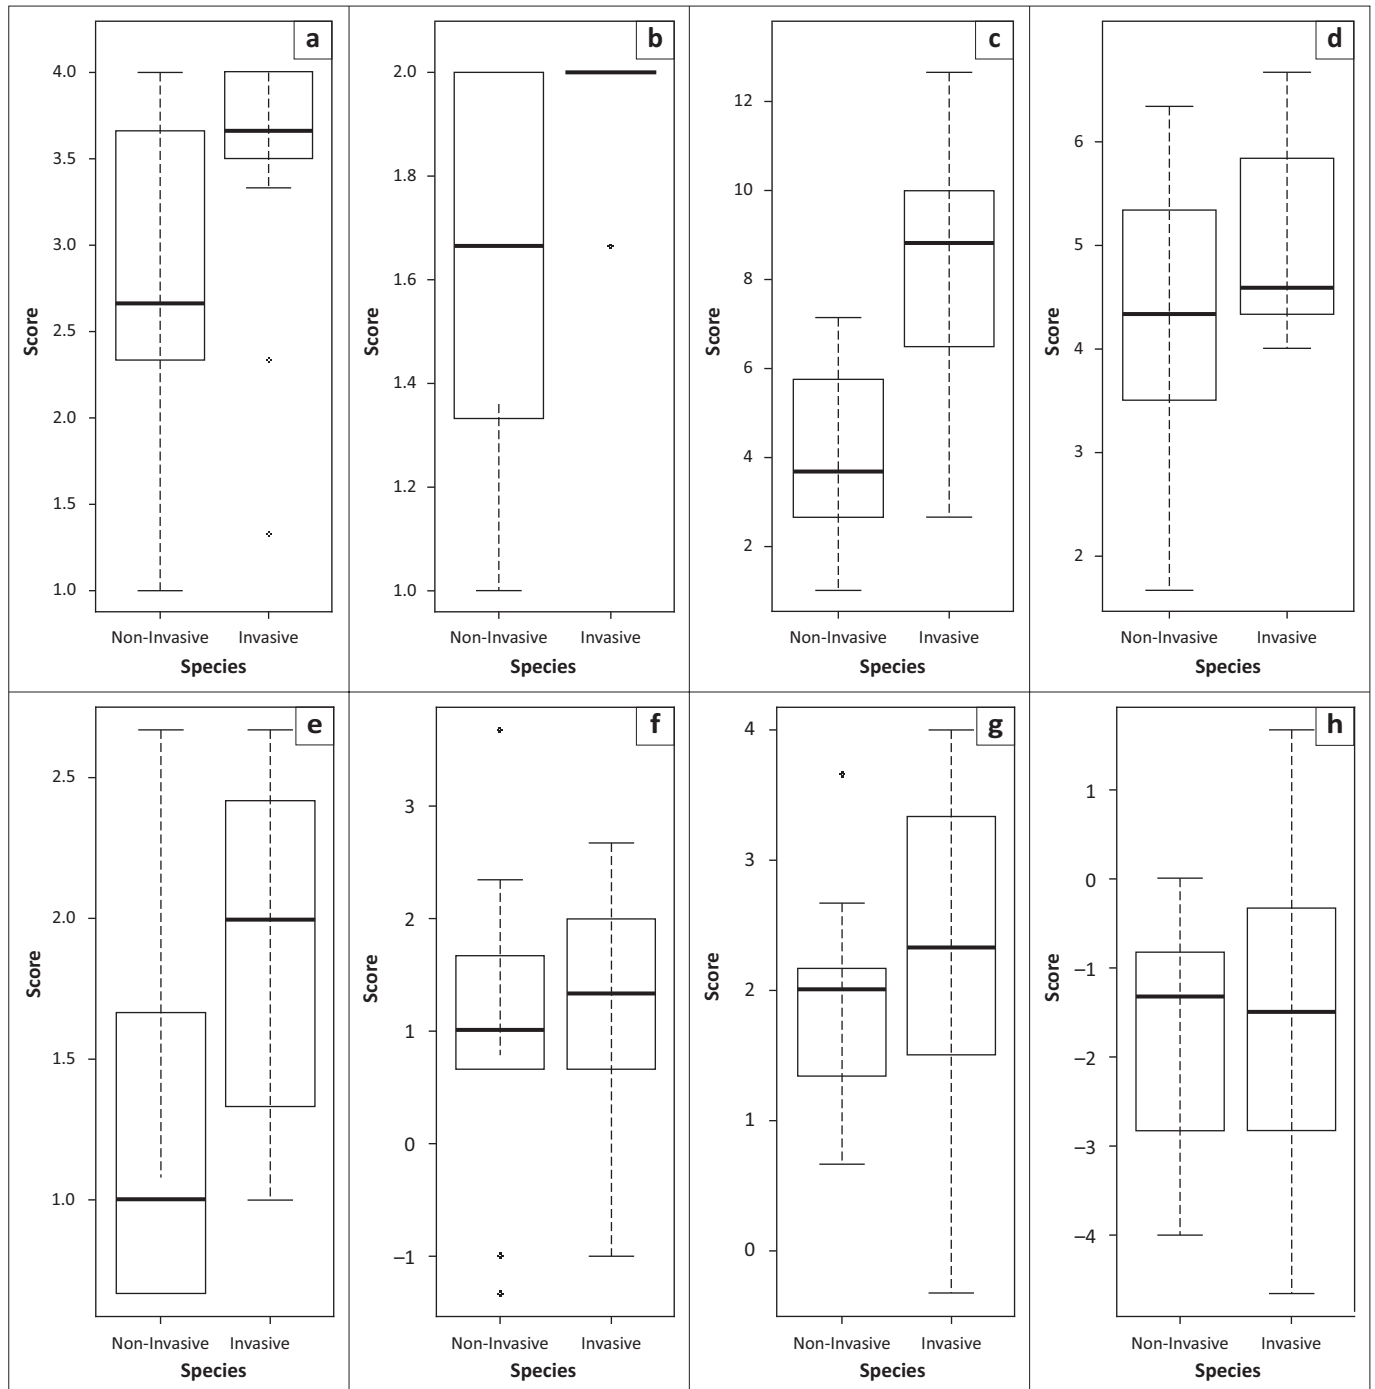 a
4.0
3.5
3.0
2.5
2.0
1.5
1.0
Score
Non-Invasive Invasive
Species
b
2.0
1.8
1.6
1.4
1.2
1.0
Score
Non-Invasive Invasive
Species
c
12
10
8
6
4
2
Score
Non-Invasive Invasive
Species
d
6
5
4
3
2
Score
Non-Invasive Invasive
Species
e
2.5
2.0
1.5
1.0
Score
Non-Invasive Invasive
Species
f
3
2
1
0
−1
Score
Non-Invasive Invasive
Species
g
4
3
2
1
0
Score
Non-Invasive Invasive
Species
h
1
0
−1
−2
−3
−4
Score
Non-Invasive Invasive
Species